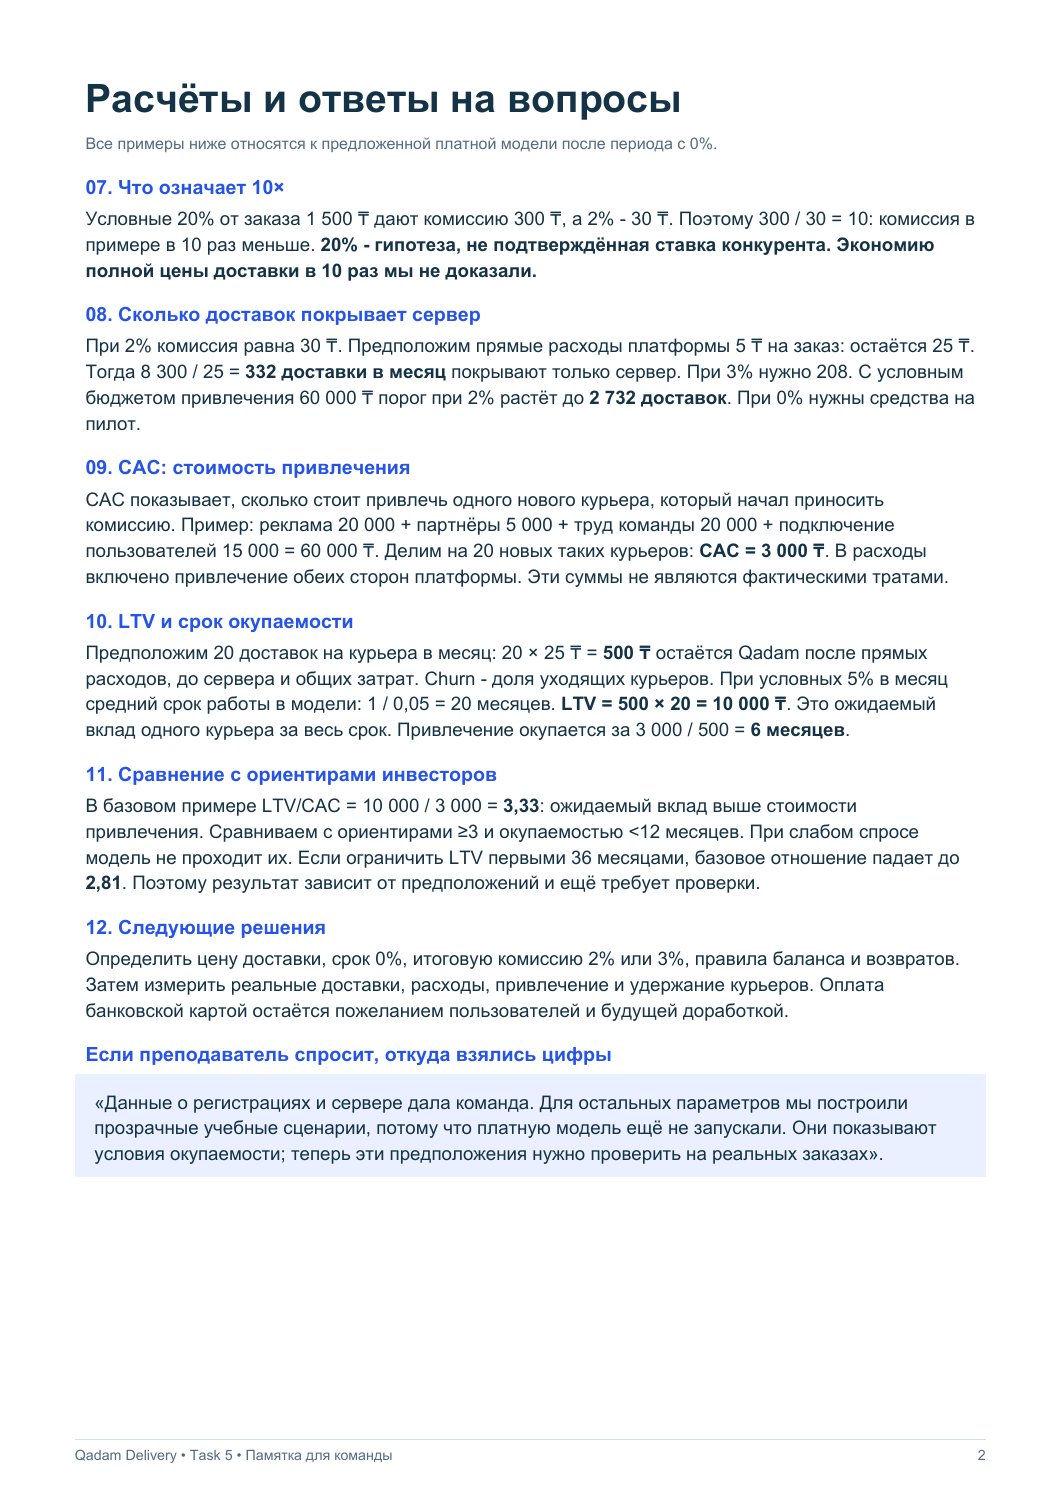 Расчёты и ответы на вопросы
Все примеры ниже относятся к предложенной платной модели после периода с 0%.
07. Что означает 10×
Условные 20% от заказа 1 500 ₸ дают комиссию 300 ₸, а 2% - 30 ₸. Поэтому 300 / 30 = 10: комиссия в
примере в 10 раз меньше. 20% - гипотеза, не подтверждённая ставка конкурента. Экономию
полной цены доставки в 10 раз мы не доказали.
08. Сколько доставок покрывает сервер
При 2% комиссия равна 30 ₸. Предположим прямые расходы платформы 5 ₸ на заказ: остаётся 25 ₸.
Тогда 8 300 / 25 = 332 доставки в месяц покрывают только сервер. При 3% нужно 208. С условным
бюджетом привлечения 60 000 ₸ порог при 2% растёт до 2 732 доставок. При 0% нужны средства на
пилот.
09. CAC: стоимость привлечения
CAC показывает, сколько стоит привлечь одного нового курьера, который начал приносить
комиссию. Пример: реклама 20 000 + партнёры 5 000 + труд команды 20 000 + подключение
пользователей 15 000 = 60 000 ₸. Делим на 20 новых таких курьеров: CAC = 3 000 ₸. В расходы
включено привлечение обеих сторон платформы. Эти суммы не являются фактическими тратами.
10. LTV и срок окупаемости
Предположим 20 доставок на курьера в месяц: 20 × 25 ₸ = 500 ₸ остаётся Qadam после прямых
расходов, до сервера и общих затрат. Churn - доля уходящих курьеров. При условных 5% в месяц
средний срок работы в модели: 1 / 0,05 = 20 месяцев. LTV = 500 × 20 = 10 000 ₸. Это ожидаемый
вклад одного курьера за весь срок. Привлечение окупается за 3 000 / 500 = 6 месяцев.
11. Сравнение с ориентирами инвесторов
В базовом примере LTV/CAC = 10 000 / 3 000 = 3,33: ожидаемый вклад выше стоимости
привлечения. Сравниваем с ориентирами ≥3 и окупаемостью <12 месяцев. При слабом спросе
модель не проходит их. Если ограничить LTV первыми 36 месяцами, базовое отношение падает до
2,81. Поэтому результат зависит от предположений и ещё требует проверки.
12. Следующие решения
Определить цену доставки, срок 0%, итоговую комиссию 2% или 3%, правила баланса и возвратов.
Затем измерить реальные доставки, расходы, привлечение и удержание курьеров. Оплата
банковской картой остаётся пожеланием пользователей и будущей доработкой.
Если преподаватель спросит, откуда взялись цифры
«Данные о регистрациях и сервере дала команда. Для остальных параметров мы построили
прозрачные учебные сценарии, потому что платную модель ещё не запускали. Они показывают
условия окупаемости; теперь эти предположения нужно проверить на реальных заказах».
Qadam Delivery • Task 5 • Памятка для команды
2